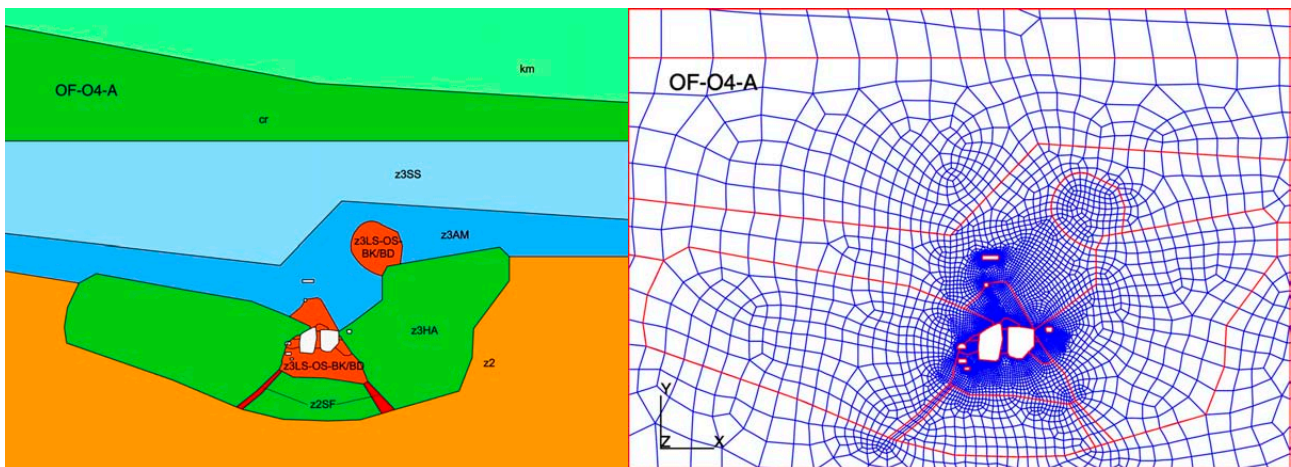 km
OF-O4-A
cr
z3SS
z3AM
z3LS-OS-
BK/BD
z3HA
z2
z3LS-OS-BK/BD
z2SF
OF-O4-A
Y
Z
X